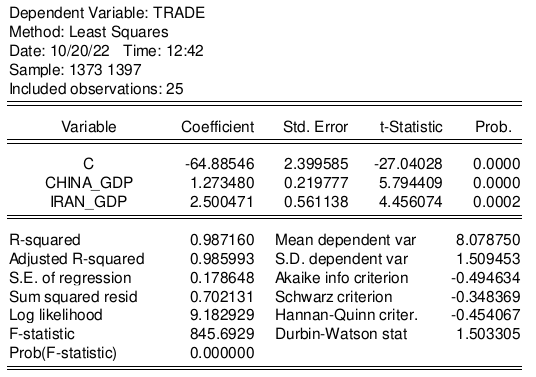 Dependent Variable: TRADE
Method: Least Squares
Date: 10/20/22 Time: 12:42
Sample: 1373 1397
Included observations: 25
Variable Coefficient Std. Error t-Statistic Prob.
C -64.88546 2.399585 -27.04028 0.0000
CHINA_GDP 1.273480 0.219777 5.794409 0.0000
IRAN_GDP 2.500471 0.561138 4.456074 0.0002
R-squared 0.987160 Mean dependent var 8.078750
Adjusted R-squared 0.985993 S.D. dependent var 1.509453
S.E. of regression 0.178648 Akaike info criterion -0.494634
Sum squared resid 0.702131 Schwarz criterion -0.348369
Log likelihood 9.182929 Hannan-Quinn criter. -0.454067
F-statistic 845.6929 Durbin-Watson stat 1.503305
Prob(F-statistic) 0.000000